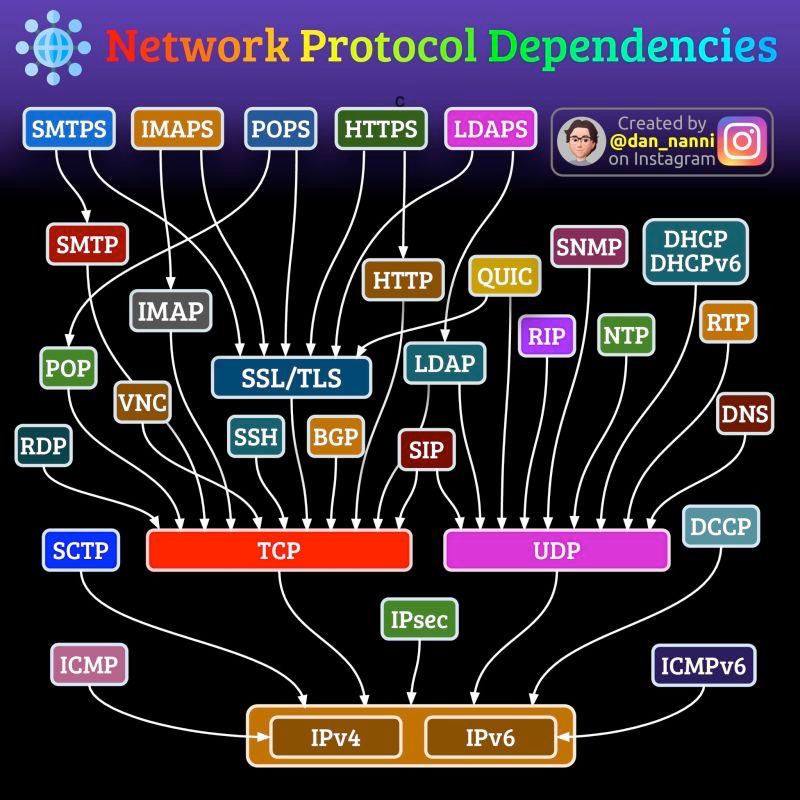 Network Protocol Dependencies
c
SMTPS
IMAPS
POPS
HTTPS
LDAPS
Created by
@dan_nanni
on Instagram
SMTP
HTTP
QUIC
SNMP
DHCP
DHCPv6
IMAP
RIP
NTP
RTP
POP
SSL/TLS
LDAP
VNC
DNS
RDP
SSH
BGP
SIP
SCTP
TCP
UDP
DCCP
IPsec
ICMP
ICMPv6
IPv4
IPv6